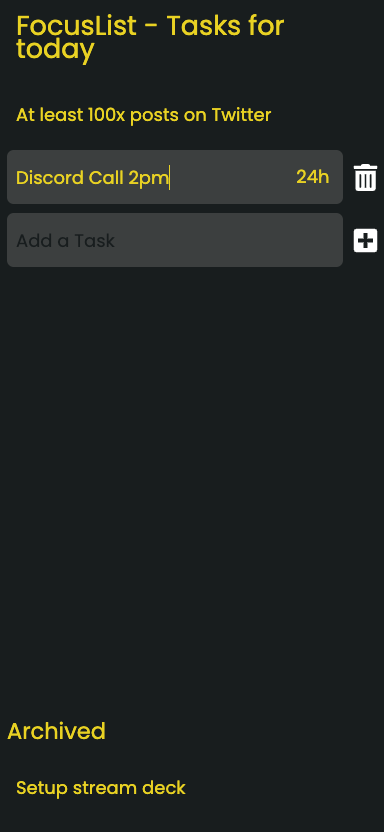 FocusList - Tasks for
today
At least 100x posts on Twitter
Discord Call 2pm 24h
Add a Task
Archived
Setup stream deck